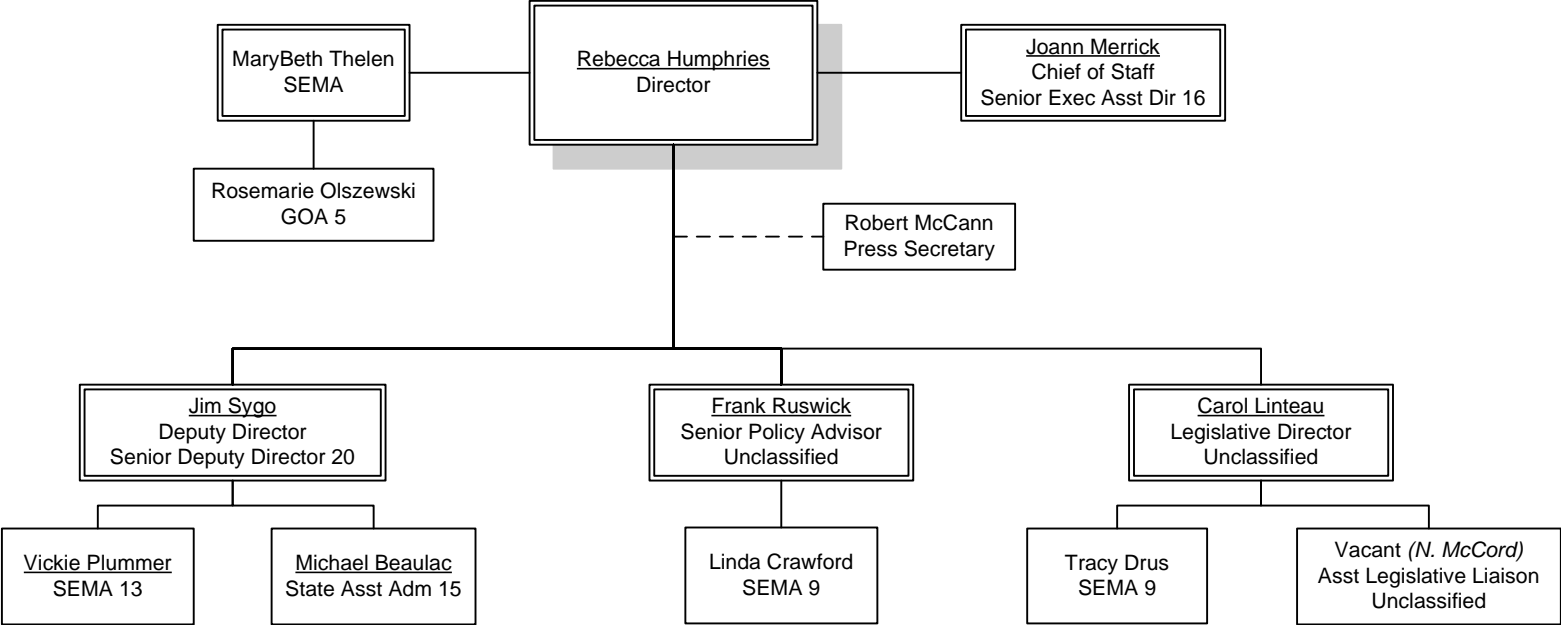 MaryBeth Thelen
SEMA
Rebecca Humphries
Director
Joann Merrick
Chief of Staff
Senior Exec Asst Dir 16
Rosemarie Olszewski
GOA 5
Robert McCann
Press Secretary
Jim Sygo
Deputy Director
Senior Deputy Director 20
Frank Ruswick
Senior Policy Advisor
Unclassified
Carol Linteau
Legislative Director
Unclassified
Vickie Plummer
SEMA 13
Michael Beaulac
State Asst Adm 15
Linda Crawford
SEMA 9
Tracy Drus
SEMA 9
Vacant (N. McCord)
Asst Legislative Liaison
Unclassified